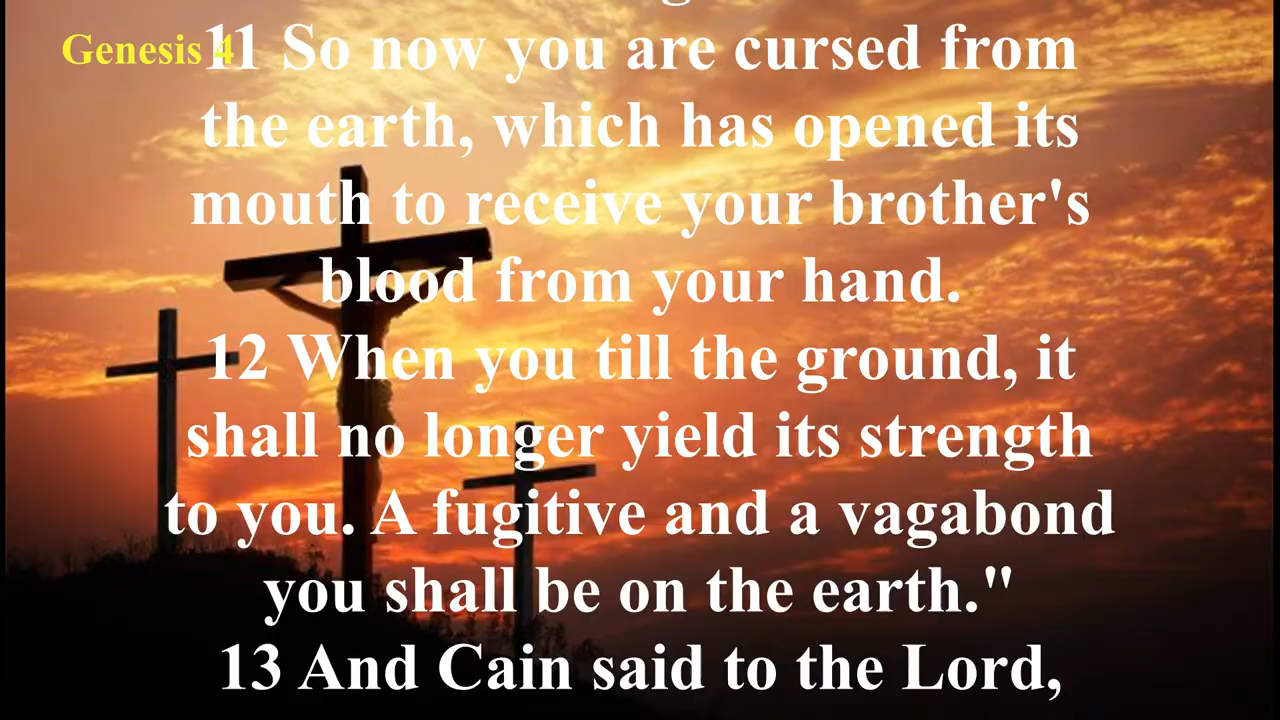 Genesis 4
11 So now you are cursed from
the earth, which has opened its
mouth to receive your brother's
blood from your hand.
12 When you till the ground, it
shall no longer yield its strength
to you. A fugitive and a vagabond
you shall be on the earth."
13 And Cain said to the Lord,